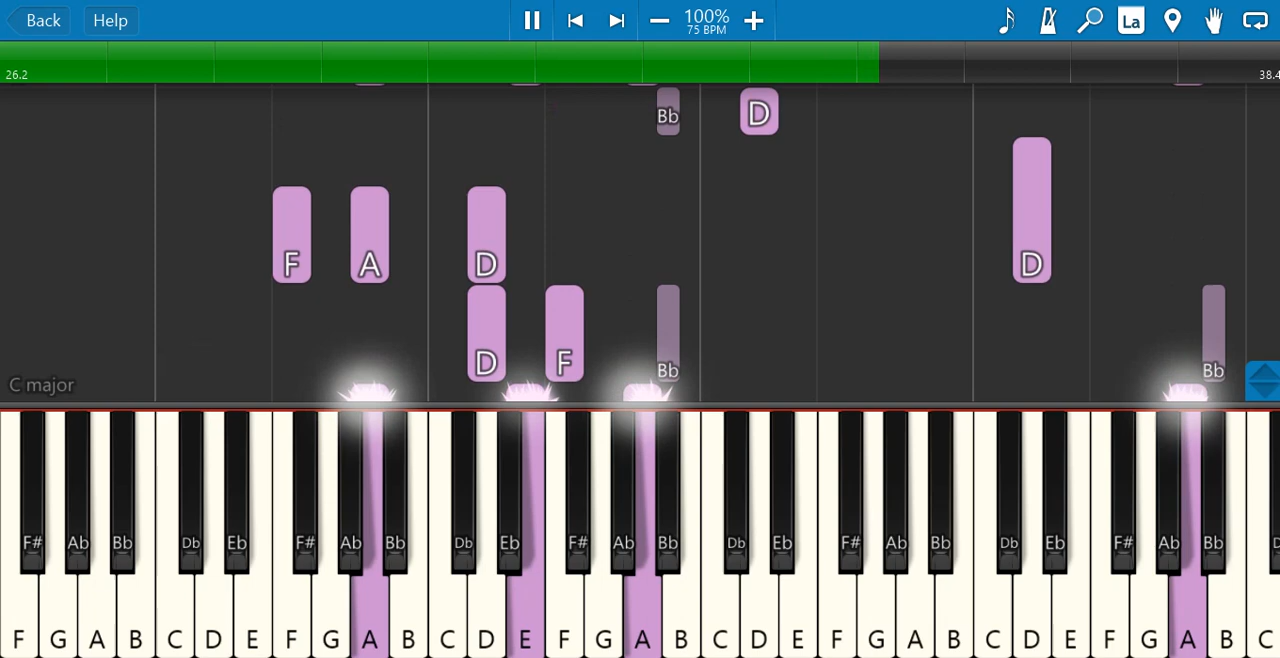 Back Help 100% La
75 BPM
26.2 38.4
Bb D
F A D D
D F Bb Bb
C major
F# Ab Bb Db Eb F# Ab Bb Db Eb F# Ab Bb Db Eb F# Ab Bb Db Eb F# Ab Bb D
F G A B C D E F G A B C D E F G A B C D E F G A B C D E F G A B C